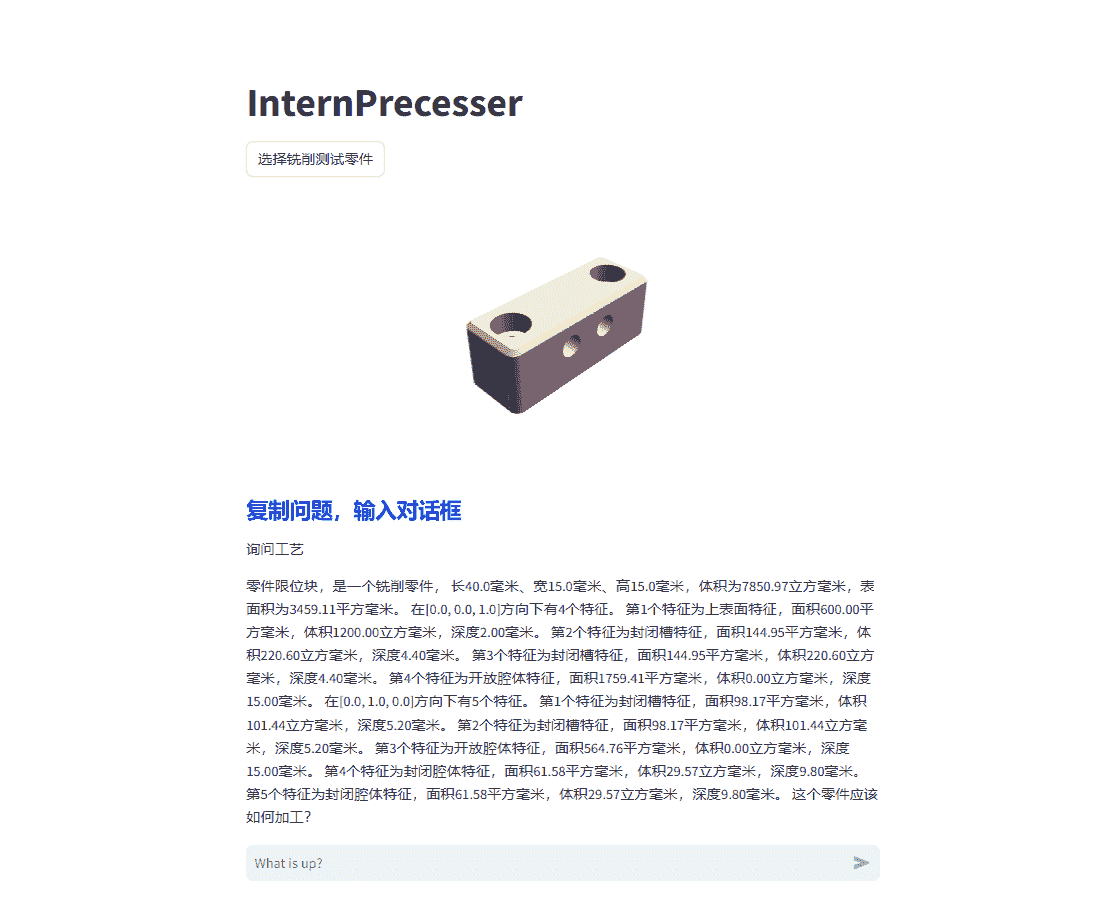 InternPrecesser
选择铣削测试零件
复制问题，输入对话框
询问工艺
零件限位块，是一个铣削零件， 长40.0毫米、宽15.0毫米、高15.0毫米，体积为7850.97立方毫米，表
面积为3459.11平方毫米。 在[0.0, 0.0, 1.0]方向下有4个特征。 第1个特征为上表面特征，面积600.00平
方毫米，体积1200.00立方毫米，深度2.00毫米。 第2个特征为封闭槽特征，面积144.95平方毫米，体
积220.60立方毫米，深度4.40毫米。 第3个特征为封闭槽特征，面积144.95平方毫米，体积220.60立方
毫米，深度4.40毫米。 第4个特征为开放腔体特征，面积1759.41平方毫米，体积0.00立方毫米，深度
15.00毫米。 在[0.0, 1.0, 0.0]方向下有5个特征。 第1个特征为封闭槽特征，面积98.17平方毫米，体积
101.44立方毫米，深度5.20毫米。 第2个特征为封闭槽特征，面积98.17平方毫米，体积101.44立方毫
米，深度5.20毫米。 第3个特征为开放腔体特征，面积564.76平方毫米，体积0.00立方毫米，深度
15.00毫米。 第4个特征为封闭腔体特征，面积61.58平方毫米，体积29.57立方毫米，深度9.80毫米。
第5个特征为封闭腔体特征，面积61.58平方毫米，体积29.57立方毫米，深度9.80毫米。 这个零件应该
如何加工？
What is up?